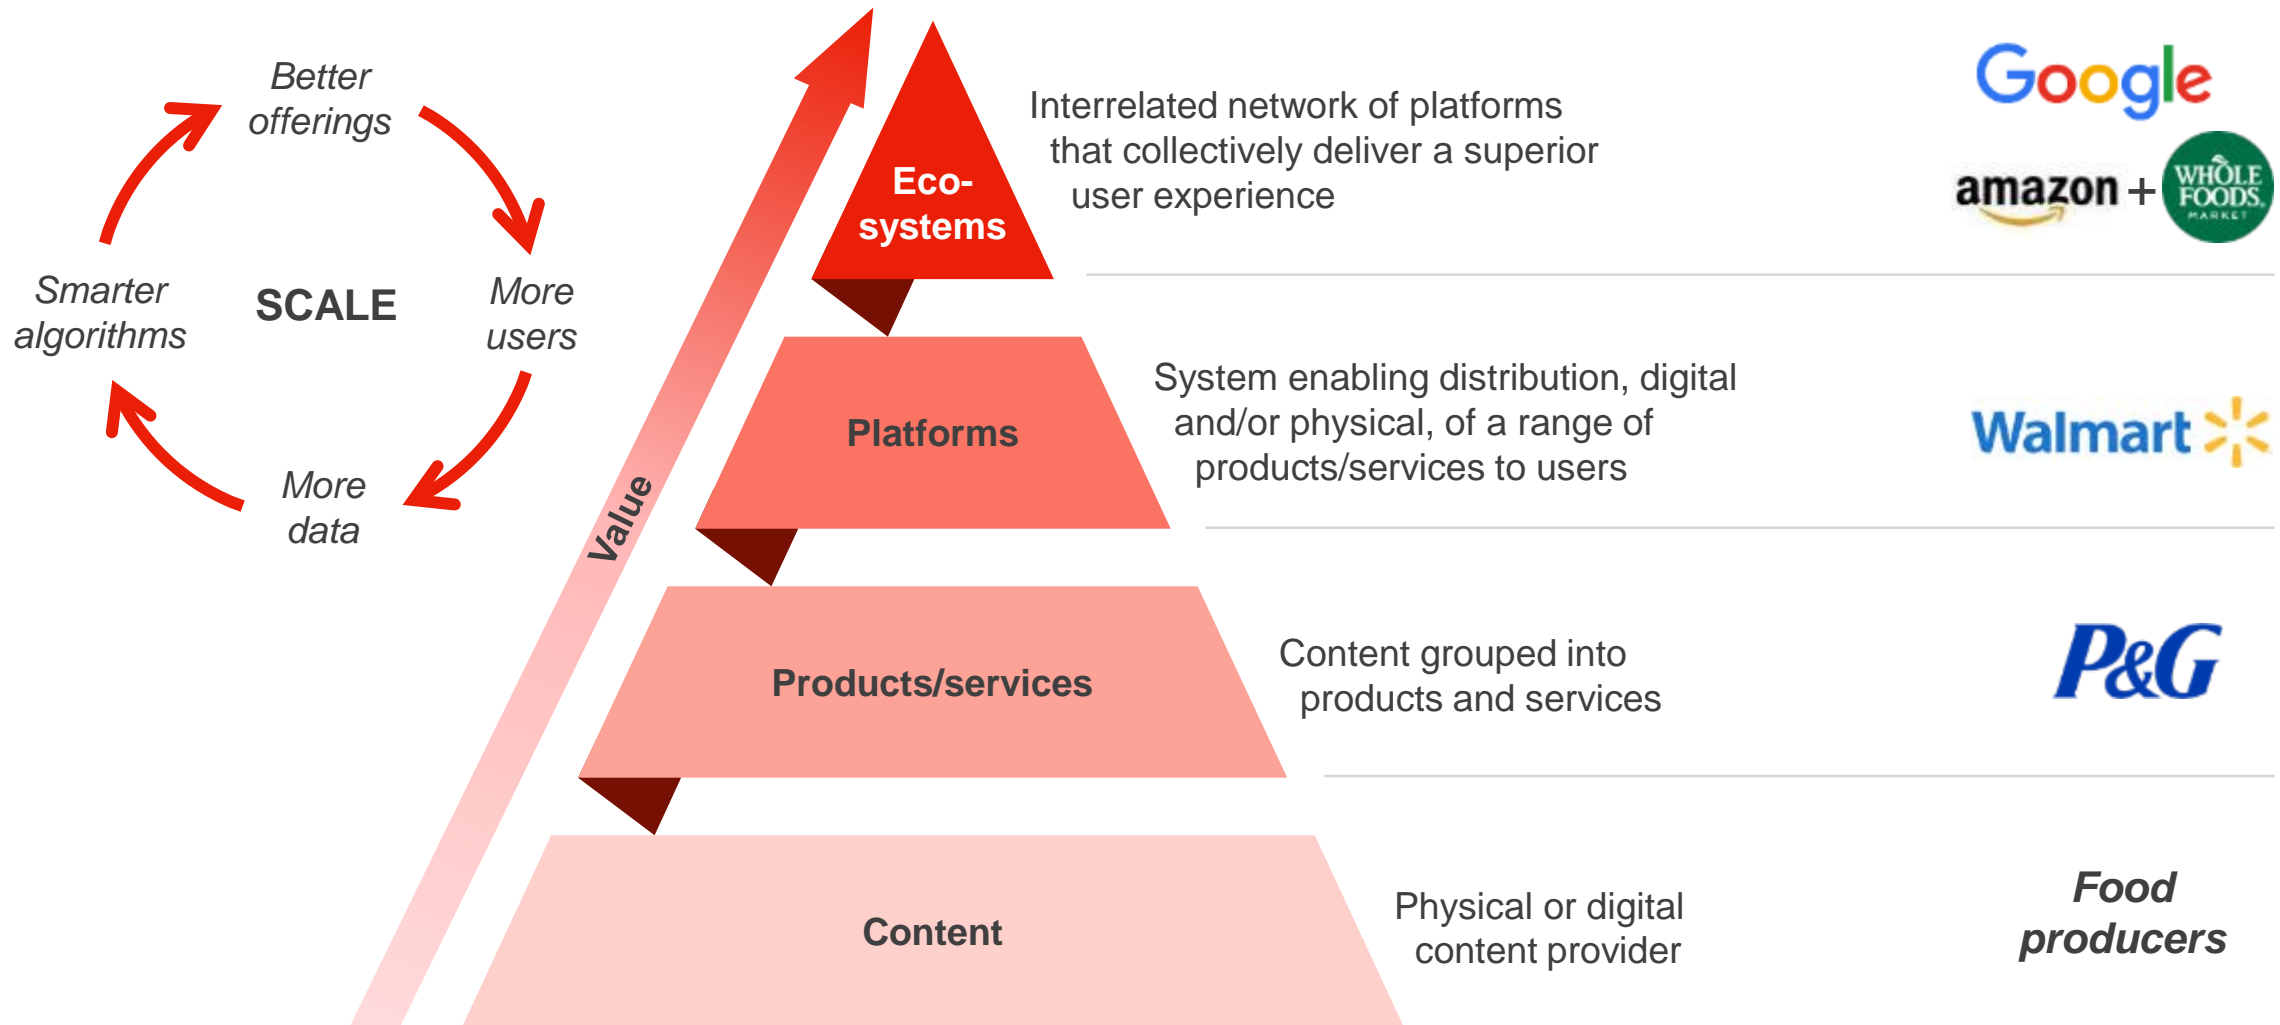 Better
offerings
More
users
More
data
Smarter
algorithms
SCALE
Value
Eco-
systems
Interrelated network of platforms
that collectively deliver a superior
user experience
Google
amazon + WHOLE
FOODS
MARKET
Platforms
System enabling distribution, digital
and/or physical, of a range of
products/services to users
Walmart
Products/services
Content grouped into
products and services
P&G
Content
Physical or digital
content provider
Food
producers